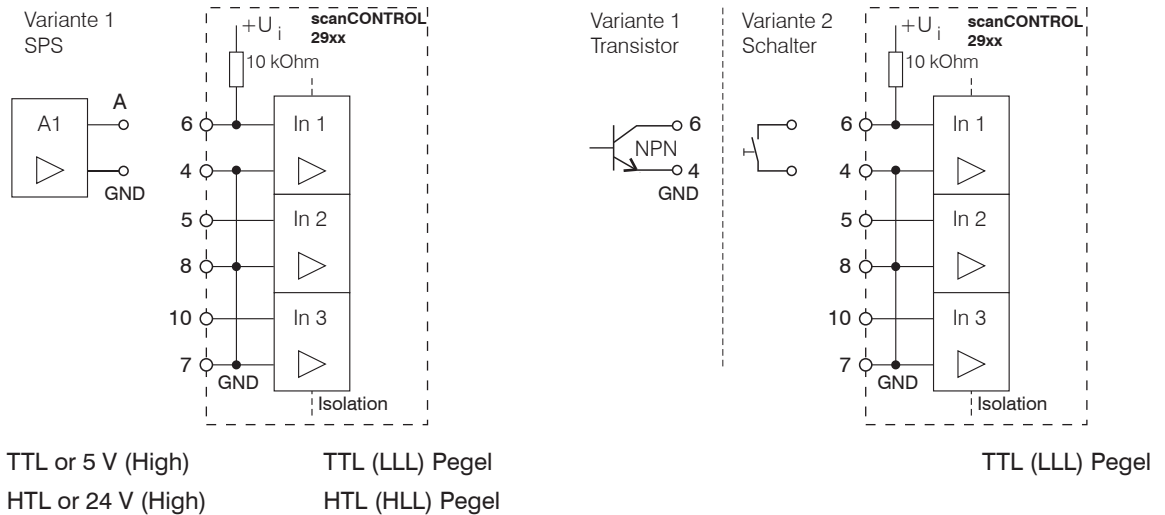 Variante 1
SPS
+U i
scanCONTROL
29xx
10 kOhm
A1
A
GND
6
In 1
4
5
In 2
8
10
In 3
7
GND
Isolation
Variante 1
Transistor
NPN
6
4
GND
Variante 2
Schalter
+U i
scanCONTROL
29xx
10 kOhm
6
In 1
4
5
In 2
8
10
In 3
7
GND
Isolation
TTL or 5 V (High) TTL (LLL) Pegel TTL (LLL) Pegel
HTL or 24 V (High) HTL (HLL) Pegel